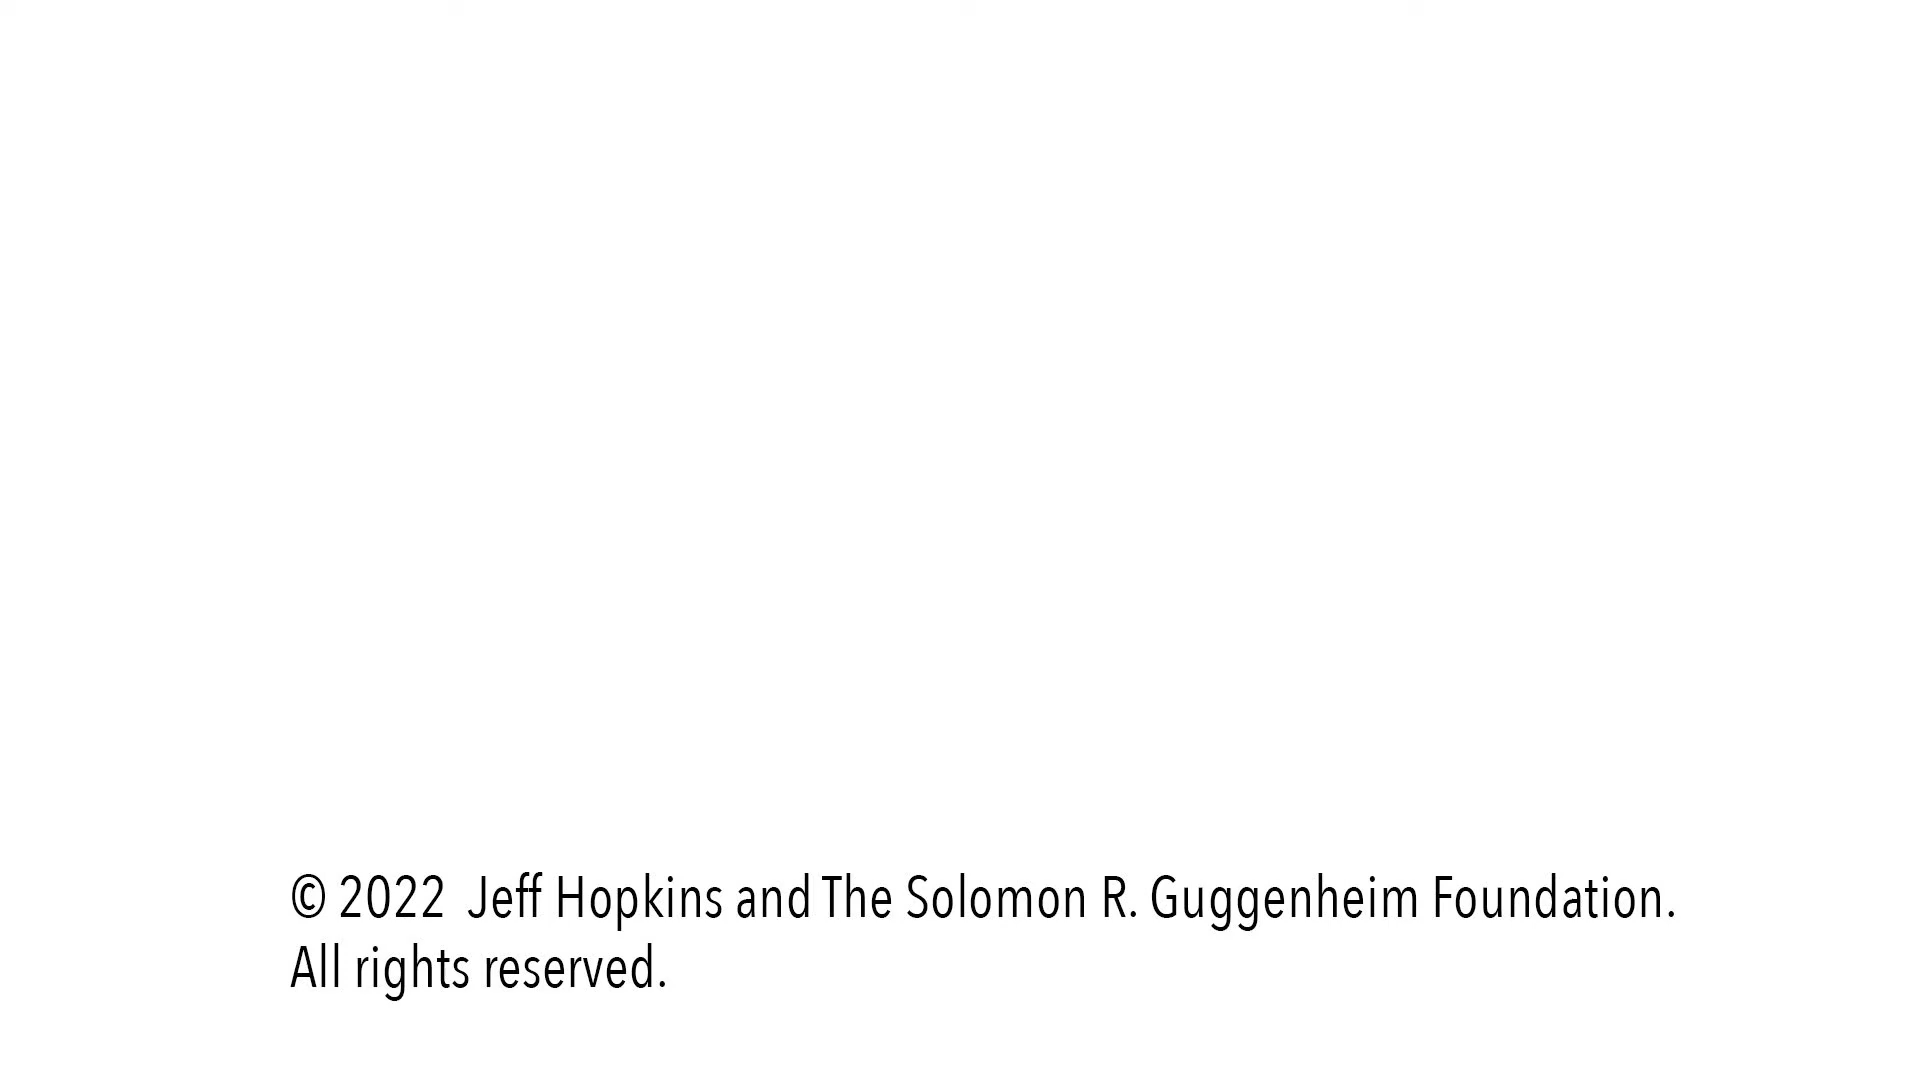 © 2022  Jeff Hopkins and The Solomon R. Guggenheim Foundation.
All rights reserved.